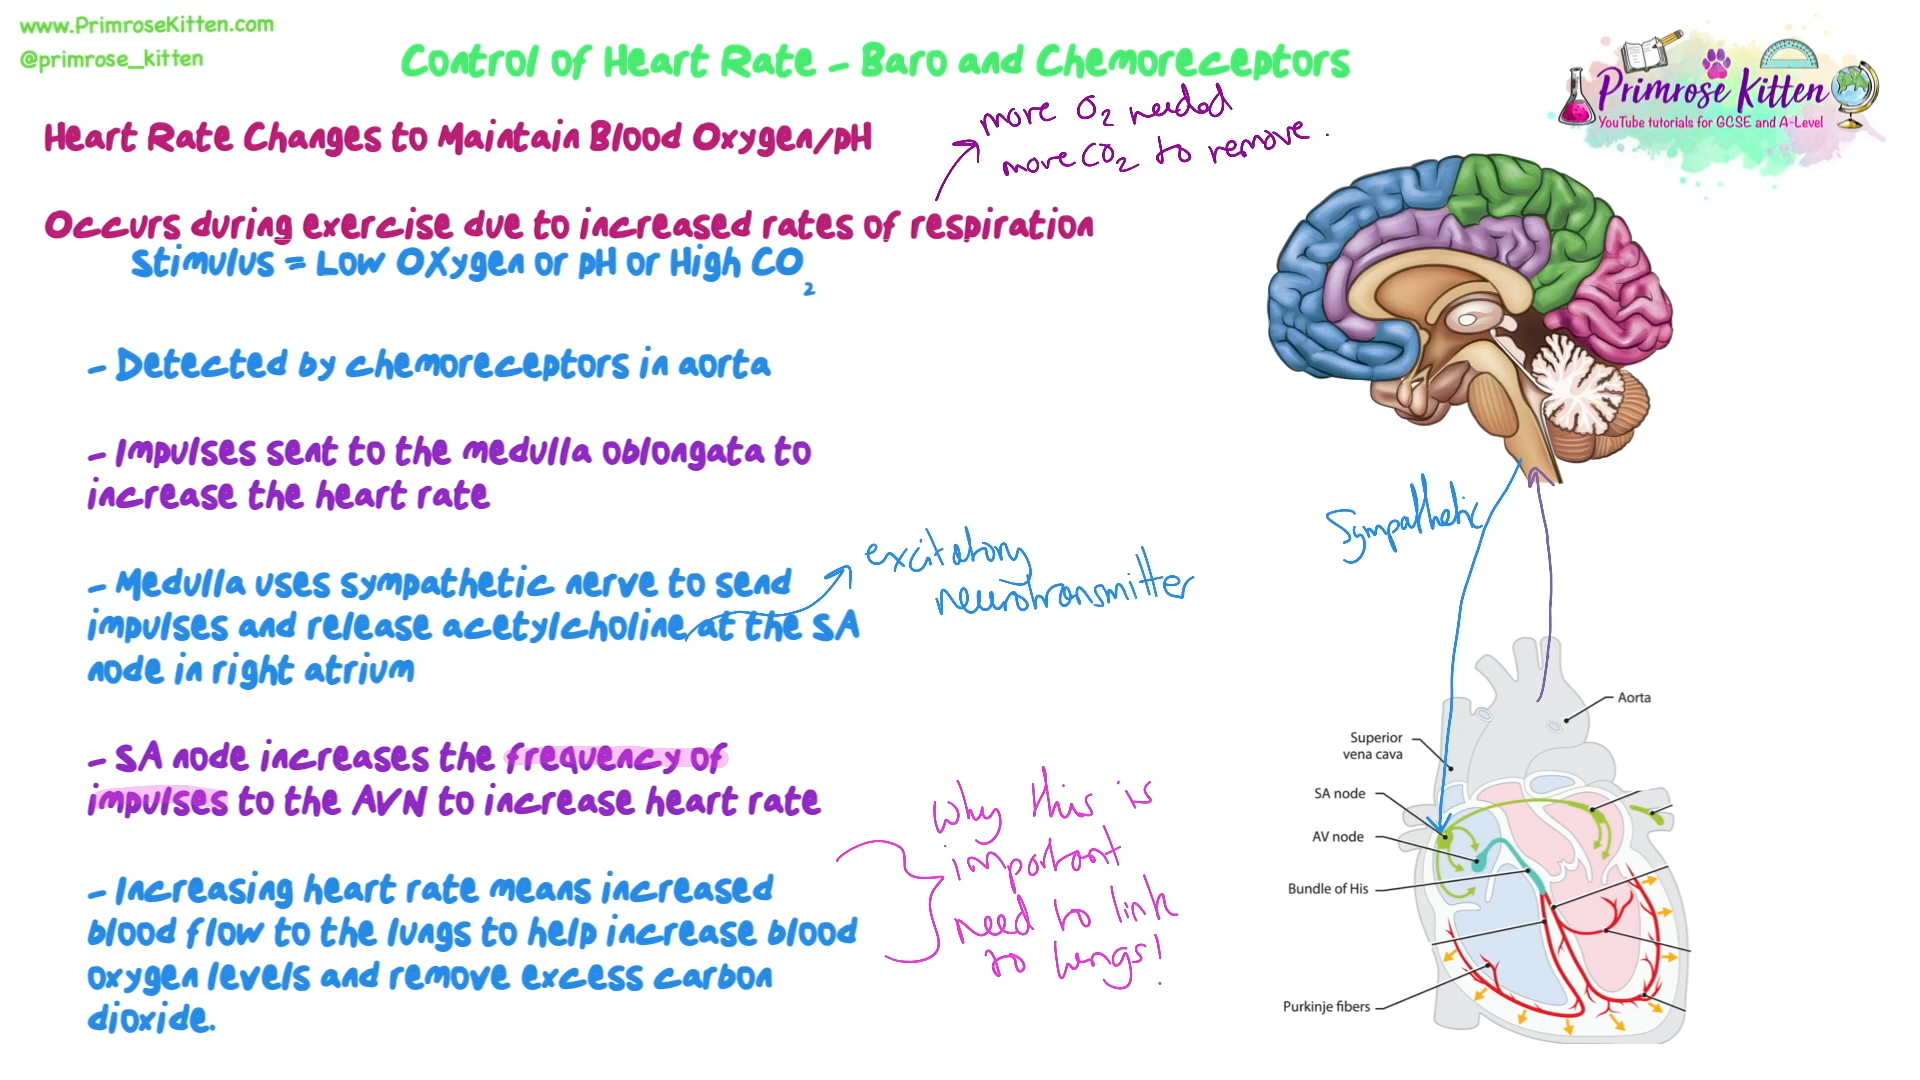 www.PrimroseKitten.com
@primrose_kitten
Control of Heart Rate - Baro and Chemoreceptors
Primrose Kitten
YouTube tutorials for GCSE and A-Level
Heart Rate Changes to Maintain Blood Oxygen/pH
more O₂ needed
more CO₂ to remove.
Occurs during exercise due to increased rates of respiration
Stimulus = Low OXygen or pH or High CO₂
- Detected by chemoreceptors in aorta
- Impulses sent to the medulla oblongata to
increase the heart rate
- Medulla uses sympathetic nerve to send
impulses and release acetylcholine at the SA
node in right atrium
excitatory
neurotransmitter
- SA node increases the frequency of
impulses to the AVN to increase heart rate
- Increasing heart rate means increased
blood flow to the lungs to help increase blood
oxygen levels and remove excess carbon
dioxide.
Why this is
important
need to link
to lungs!
Sympathetic
Aorta
Superior
vena cava
SA node
AV node
Bundle of His
Purkinje fibers